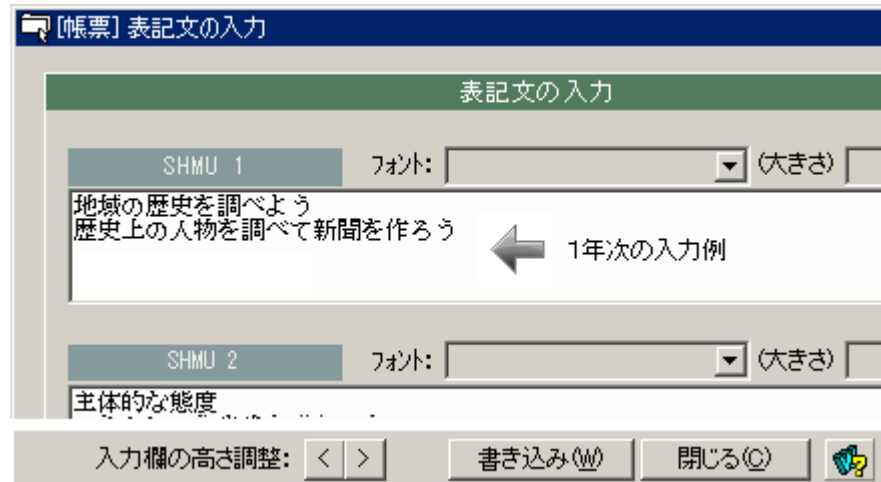 [帳票] 表記文の入力
表記文の入力
SHMU 1 フォント: (大きさ)
地域の歴史を調べよう
歴史上の人物を調べて新聞を作ろう
1年次の入力例
SHMU 2 フォント: (大きさ)
主体的な態度
入力欄の高さ調整: < > 書き込み(W) 閉じる(C)